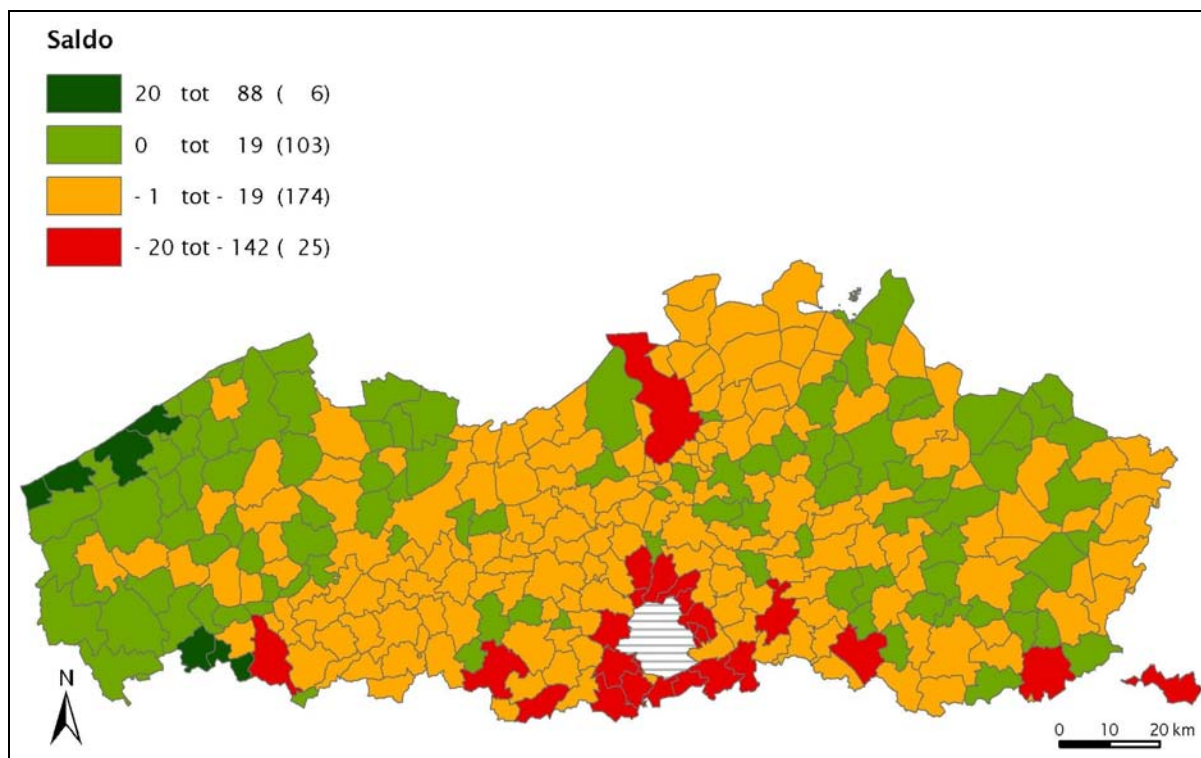 Saldo
20 tot 88 ( 6)
0 tot 19 (103)
- 1 tot - 19 (174)
- 20 tot - 142 ( 25)
N
0 10 20 km